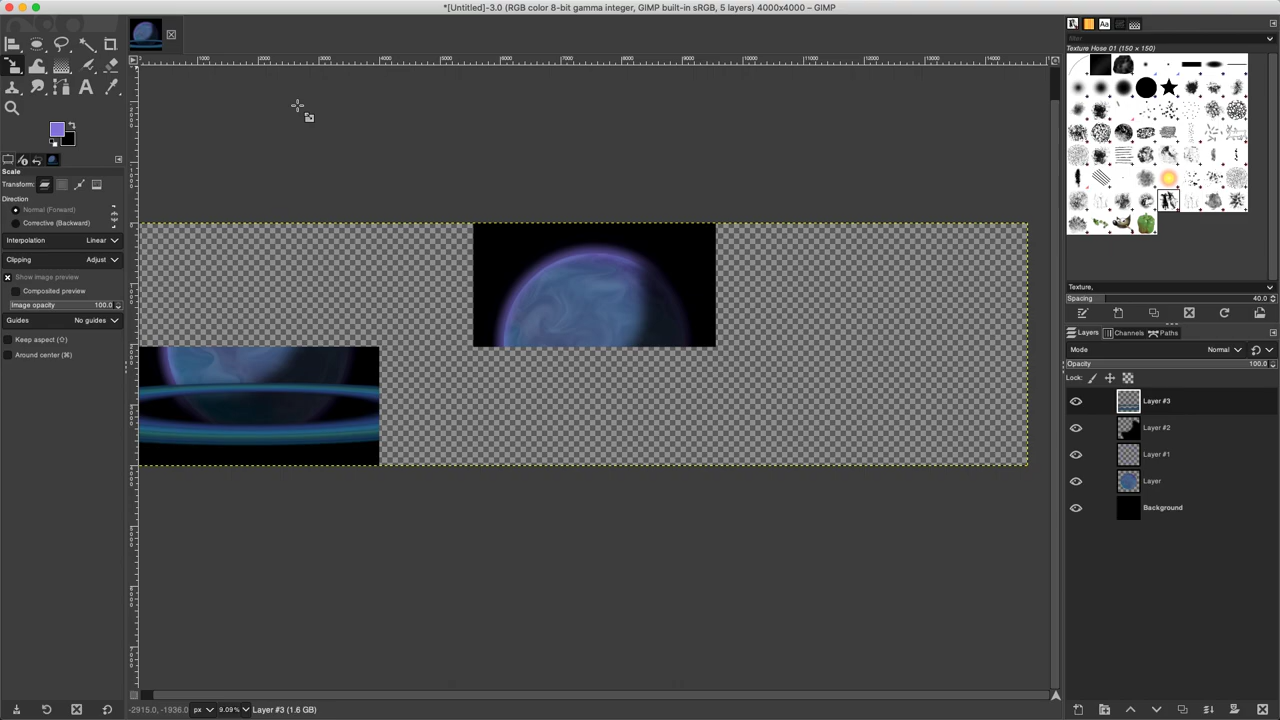 *[Untitled]-3.0 (RGB color 8-bit gamma integer, GIMP built-in sRGB, 5 layers) 4000x4000 – GIMP
Aa
filter
Texture Hose 01 (150 × 150)
Scale
Transform:
Direction
Normal (Forward)
Corrective (Backward)
Interpolation Linear
Clipping Adjust
Show image preview
Composited preview
Image opacity 100.0
Guides No guides
Keep aspect (⇧)
Around center (⌘)
Texture,
Spacing 40.0
Layers Channels Paths
Mode Normal
Opacity 100.0
Lock:
Layer #3
Layer #2
Layer #1
Layer
Background
-2915.0, -1936.0 px 9.09% Layer #3 (1.6 GB)